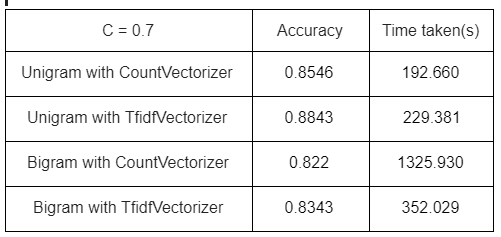 C = 0.7 Accuracy Time taken(s)
Unigram with CountVectorizer 0.8546 192.660
Unigram with TfidfVectorizer 0.8843 229.381
Bigram with CountVectorizer 0.822 1325.930
Bigram with TfidfVectorizer 0.8343 352.029